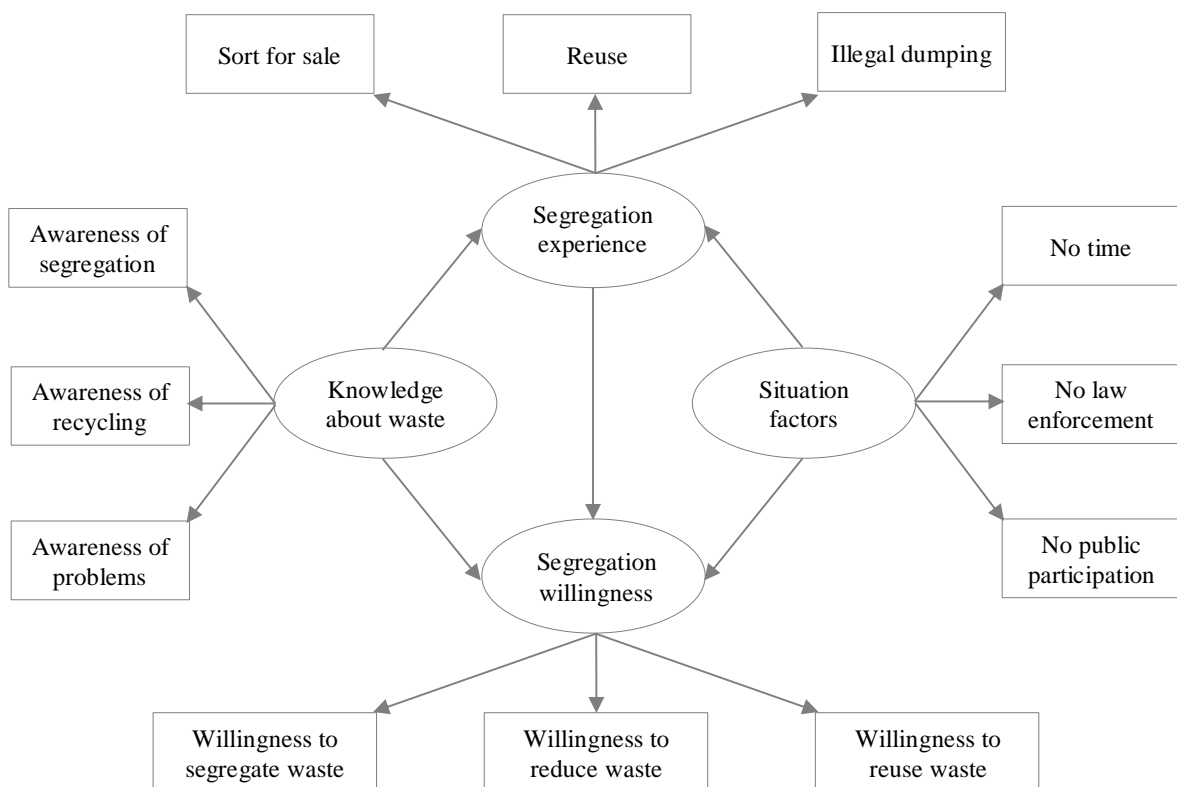 Sort for sale
Reuse
Illegal dumping
Segregation
experience
Awareness of
segregation
No time
Awareness of
recycling
Knowledge
about waste
Situation
factors
No law
enforcement
Awareness of
problems
Segregation
willingness
No public
participation
Willingness to
segregate waste
Willingness to
reduce waste
Willingness to
reuse waste